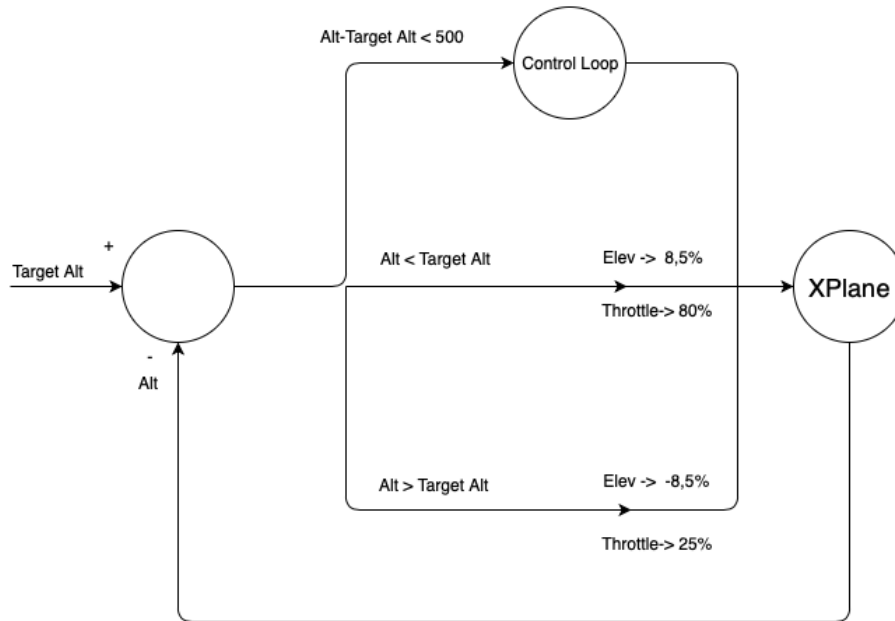 Alt-Target Alt < 500
Control Loop
+
Target Alt
Alt < Target Alt
Elev -> 8,5%
Throttle-> 80%
XPlane
-
Alt
Alt > Target Alt
Elev -> -8,5%
Throttle-> 25%